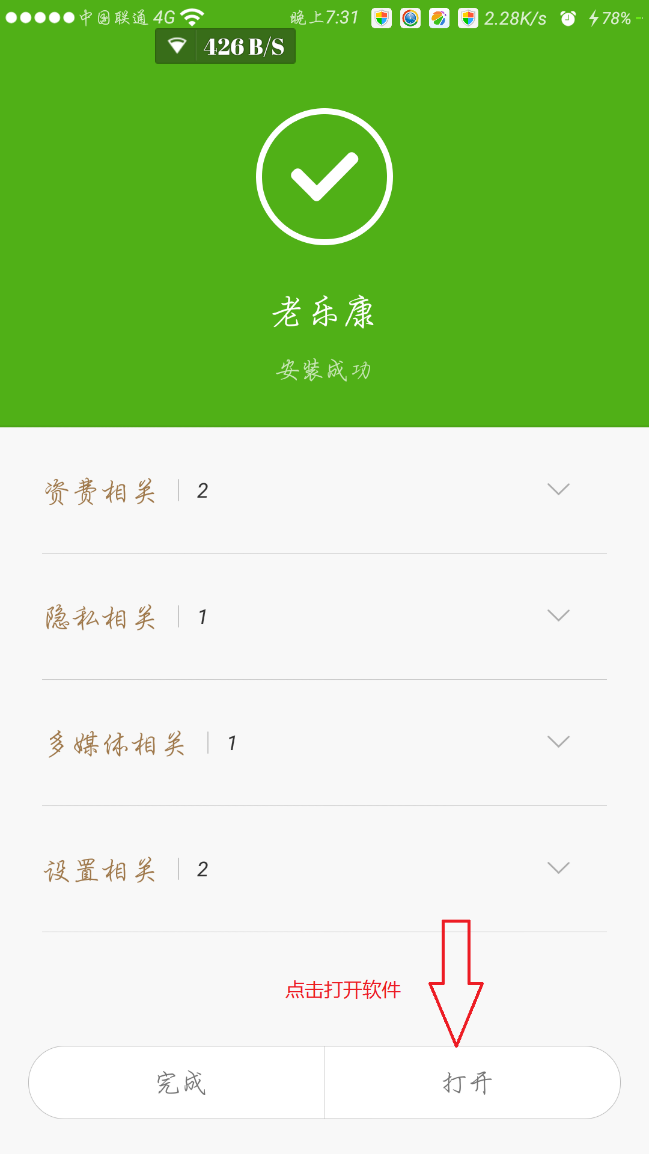 中国联通 4G 晚上7:31 2.28K/s 78%
426 B/S
老乐康
安装成功
资费相关 2
隐私相关 1
多媒体相关 1
设置相关 2
点击打开软件
完成 打开